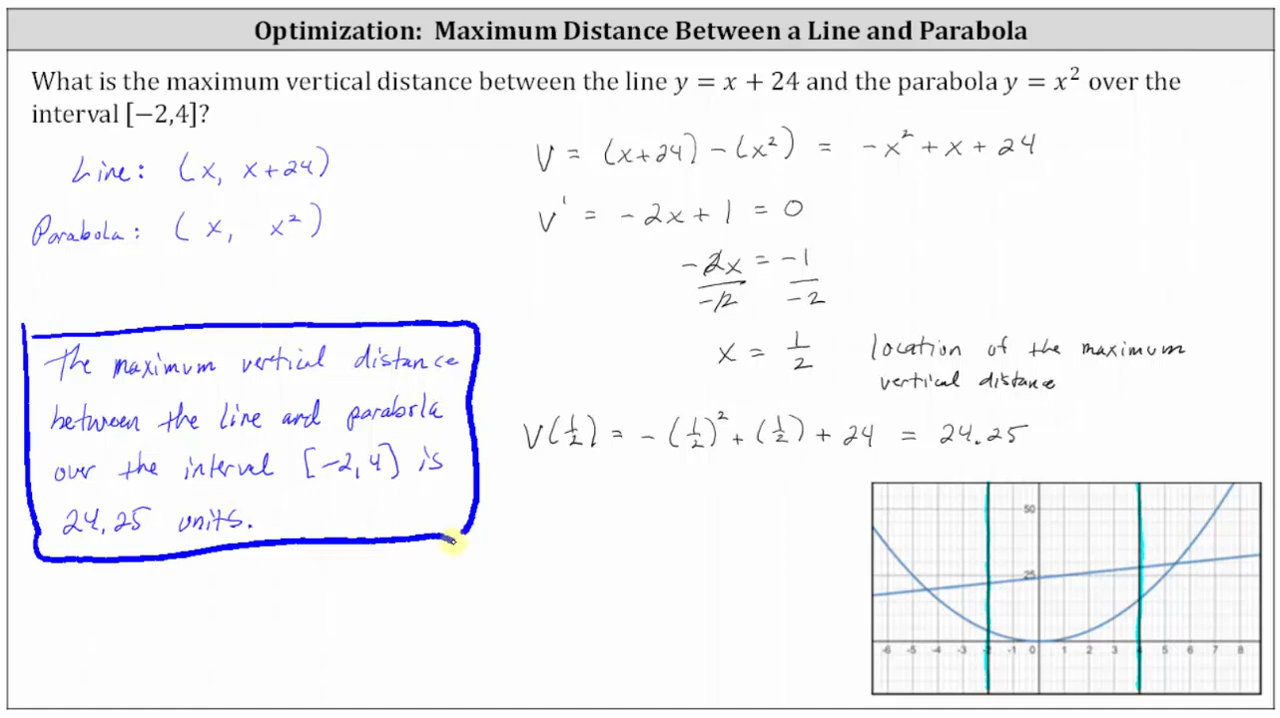 Optimization: Maximum Distance Between a Line and Parabola
What is the maximum vertical distance between the line y = x + 24 and the parabola y = x² over the
interval [−2,4]?
Line: (x, x+24)
Parabola: (x, x²)
V = (x+24) − (x²) = −x² + x + 24
V' = −2x + 1 = 0
−2x = −1
−2 −2
x = 1/2 location of the maximum
vertical distance
V(1/2) = −(1/2)² + (1/2) + 24 = 24.25
The maximum vertical distance
between the line and parabola
over the interval [−2,4] is
24.25 units.
50
25
-6 -5 -4 -3 -2 -1 0 1 2 3 4 5 6 7 8